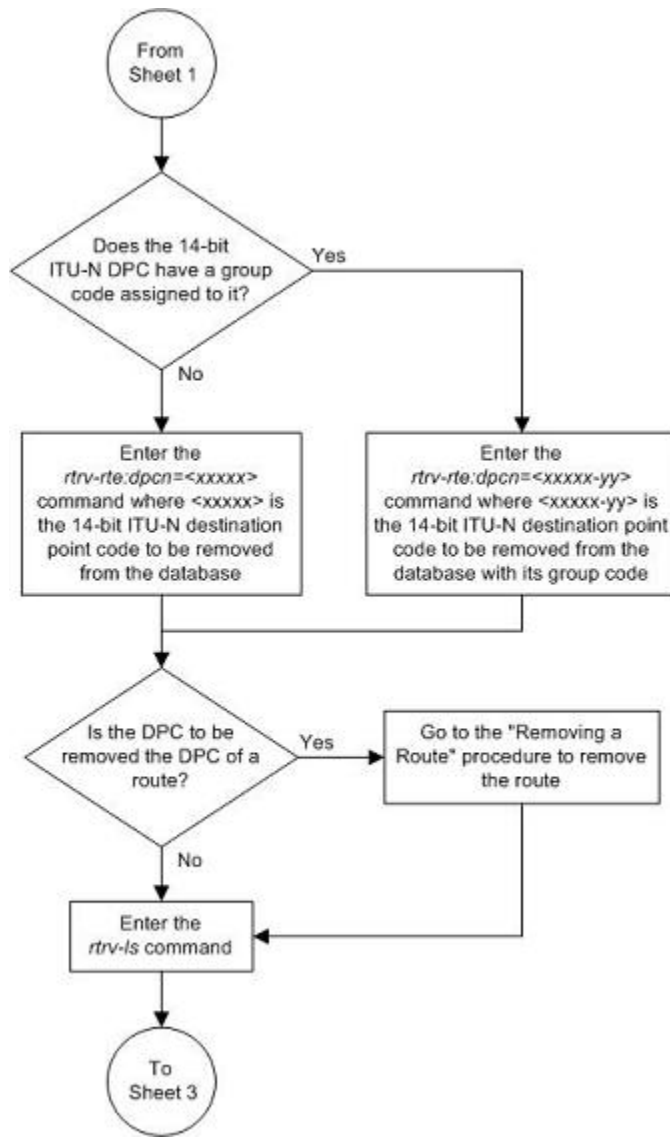 From
Sheet 1
Does the 14-bit
ITU-N DPC have a group
code assigned to it?
Yes
No
Enter the
rtrv-rte:dpcn=<xxxxx>
command where <xxxxx> is
the 14-bit ITU-N destination
point code to be removed
from the database
Enter the
rtrv-rte:dpcn=<xxxxx-yy>
command where <xxxxx-yy> is
the 14-bit ITU-N destination point
code to be removed from the
database with its group code
Is the DPC to be
removed the DPC of a
route?
Yes
Go to the "Removing a
Route" procedure to remove
the route
No
Enter the
rtrv-ls command
To
Sheet 3